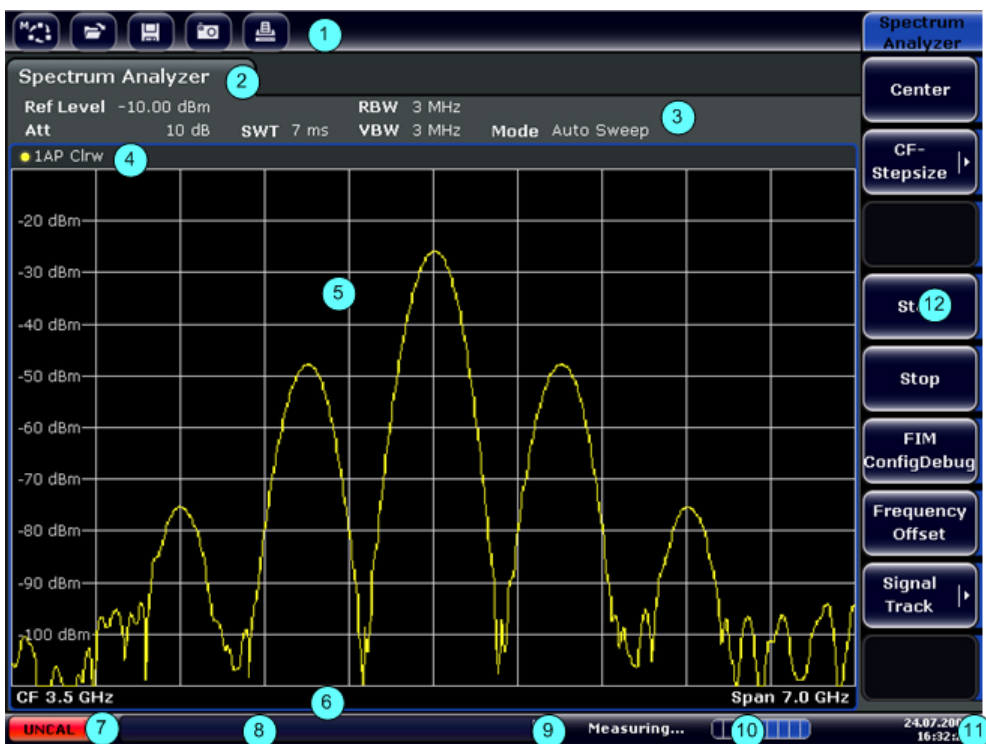 1
Spectrum Analyzer
Spectrum Analyzer 2
Ref Level -10.00 dBm RBW 3 MHz 3
Att 10 dB SWT 7 ms VBW 3 MHz Mode Auto Sweep
1AP Clrw 4
-20 dBm
-30 dBm
5
-40 dBm
-50 dBm
-60 dBm
-70 dBm
-80 dBm
-90 dBm
-100 dBm
CF 3.5 GHz 6 Span 7.0 GHz
UNCAL 7 8 9 Measuring... 10 11
Center
CF-
Stepsize
12
Stop
FIM
ConfigDebug
Frequency
Offset
Signal
Track